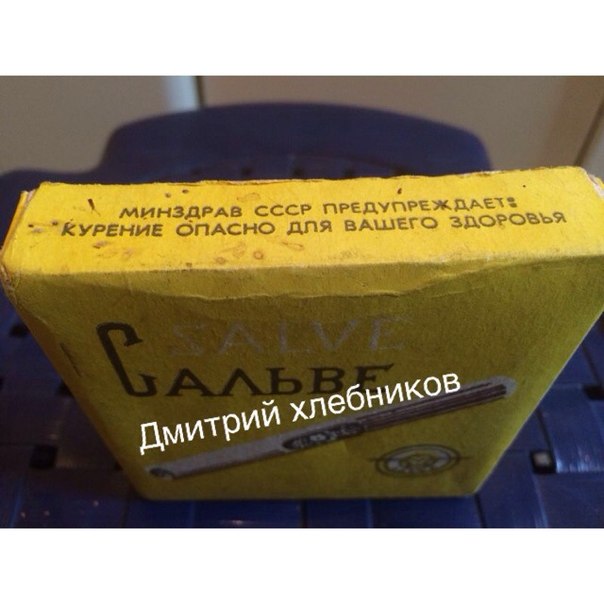 МИНЗДРАВ СССР ПРЕДУПРЕЖДАЕТ:
КУРЕНИЕ ОПАСНО ДЛЯ ВАШЕГО ЗДОРОВЬЯ
SALVE
САЛЬВЕ
Дмитрий хлебников